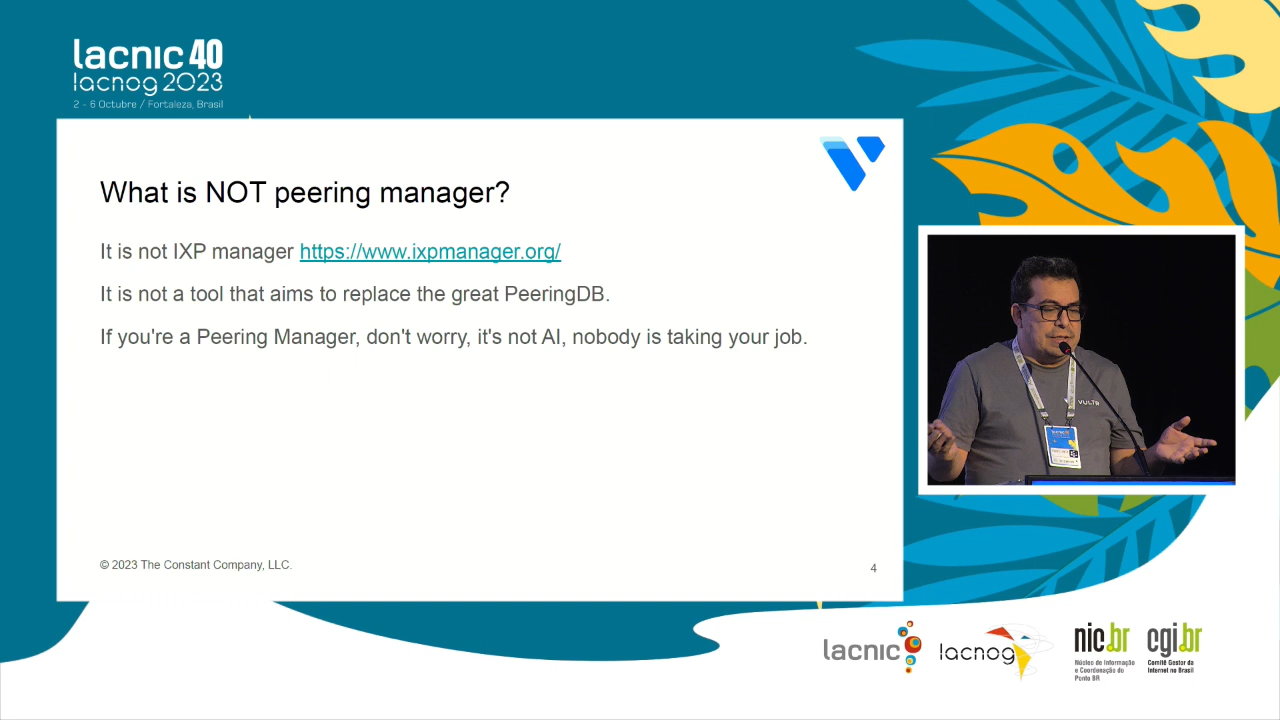 lacnic 40
lacnog 2023
2 - 6 Octubre / Fortaleza, Brasil
What is NOT peering manager?
It is not IXP manager https://www.ixpmanager.org/
It is not a tool that aims to replace the great PeeringDB.
If you're a Peering Manager, don't worry, it's not AI, nobody is taking your job.
© 2023 The Constant Company, LLC.
4
VULTR
lacnic
lacnog
nic.br
Núcleo de Informação
e Coordenação do
Ponto BR
cgi.br
Comitê Gestor da
Internet no Brasil